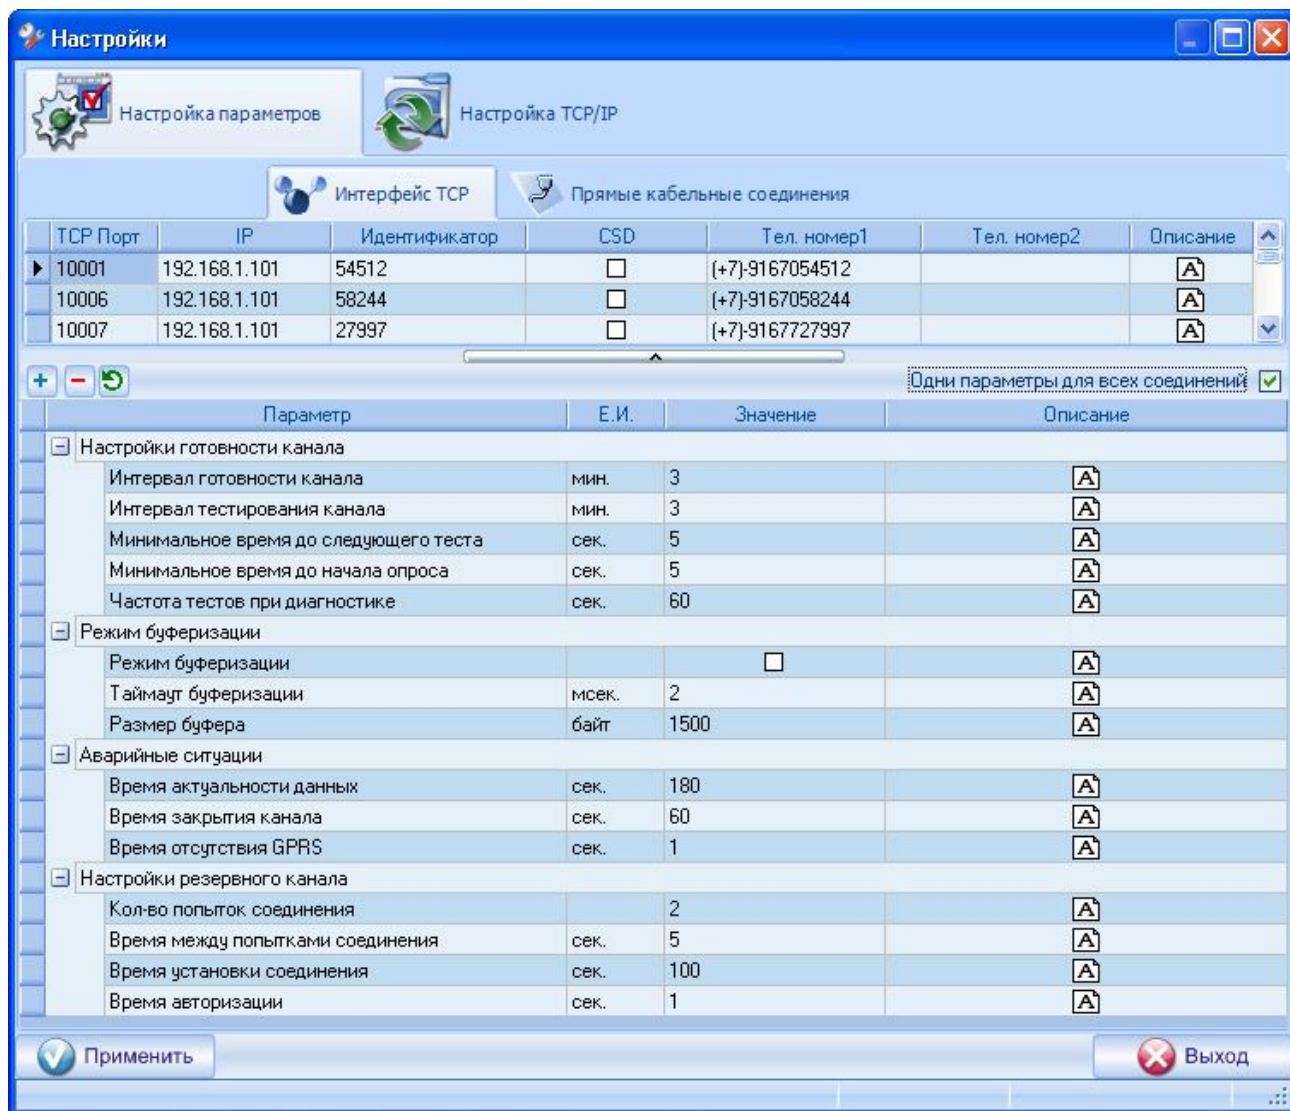 Настройки
Настройка параметров Настройка TCP/IP
Интерфейс TCP Прямые кабельные соединения
TCP Порт IP Идентификатор CSD Тел. номер1 Тел. номер2 Описание
10001 192.168.1.101 54512 (+7)-9167054512 A
10006 192.168.1.101 58244 (+7)-9167058244 A
10007 192.168.1.101 27997 (+7)-9167727997 A
Одни параметры для всех соединений
Параметр Е.И. Значение Описание
Настройки готовности канала
Интервал готовности канала мин. 3 A
Интервал тестирования канала мин. 3 A
Минимальное время до следующего теста сек. 5 A
Минимальное время до начала опроса сек. 5 A
Частота тестов при диагностике сек. 60 A
Режим буферизации
Режим буферизации A
Таймаут буферизации мсек. 2 A
Размер буфера байт 1500 A
Аварийные ситуации
Время актуальности данных сек. 180 A
Время закрытия канала сек. 60 A
Время отсутствия GPRS сек. 1 A
Настройки резервного канала
Кол-во попыток соединения 2 A
Время между попытками соединения сек. 5 A
Время установки соединения сек. 100 A
Время авторизации сек. 1 A
Применить Выход